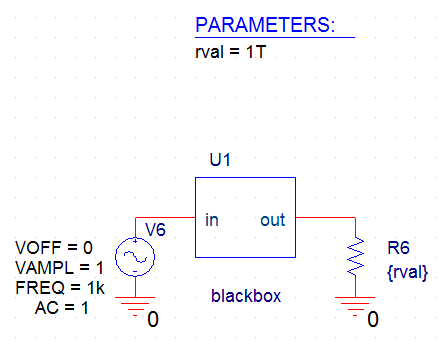 PARAMETERS:
rval = 1T
U1
V6
in out
VOFF = 0
VAMPL = 1
FREQ = 1k
AC = 1
R6
{rval}
blackbox
0
0